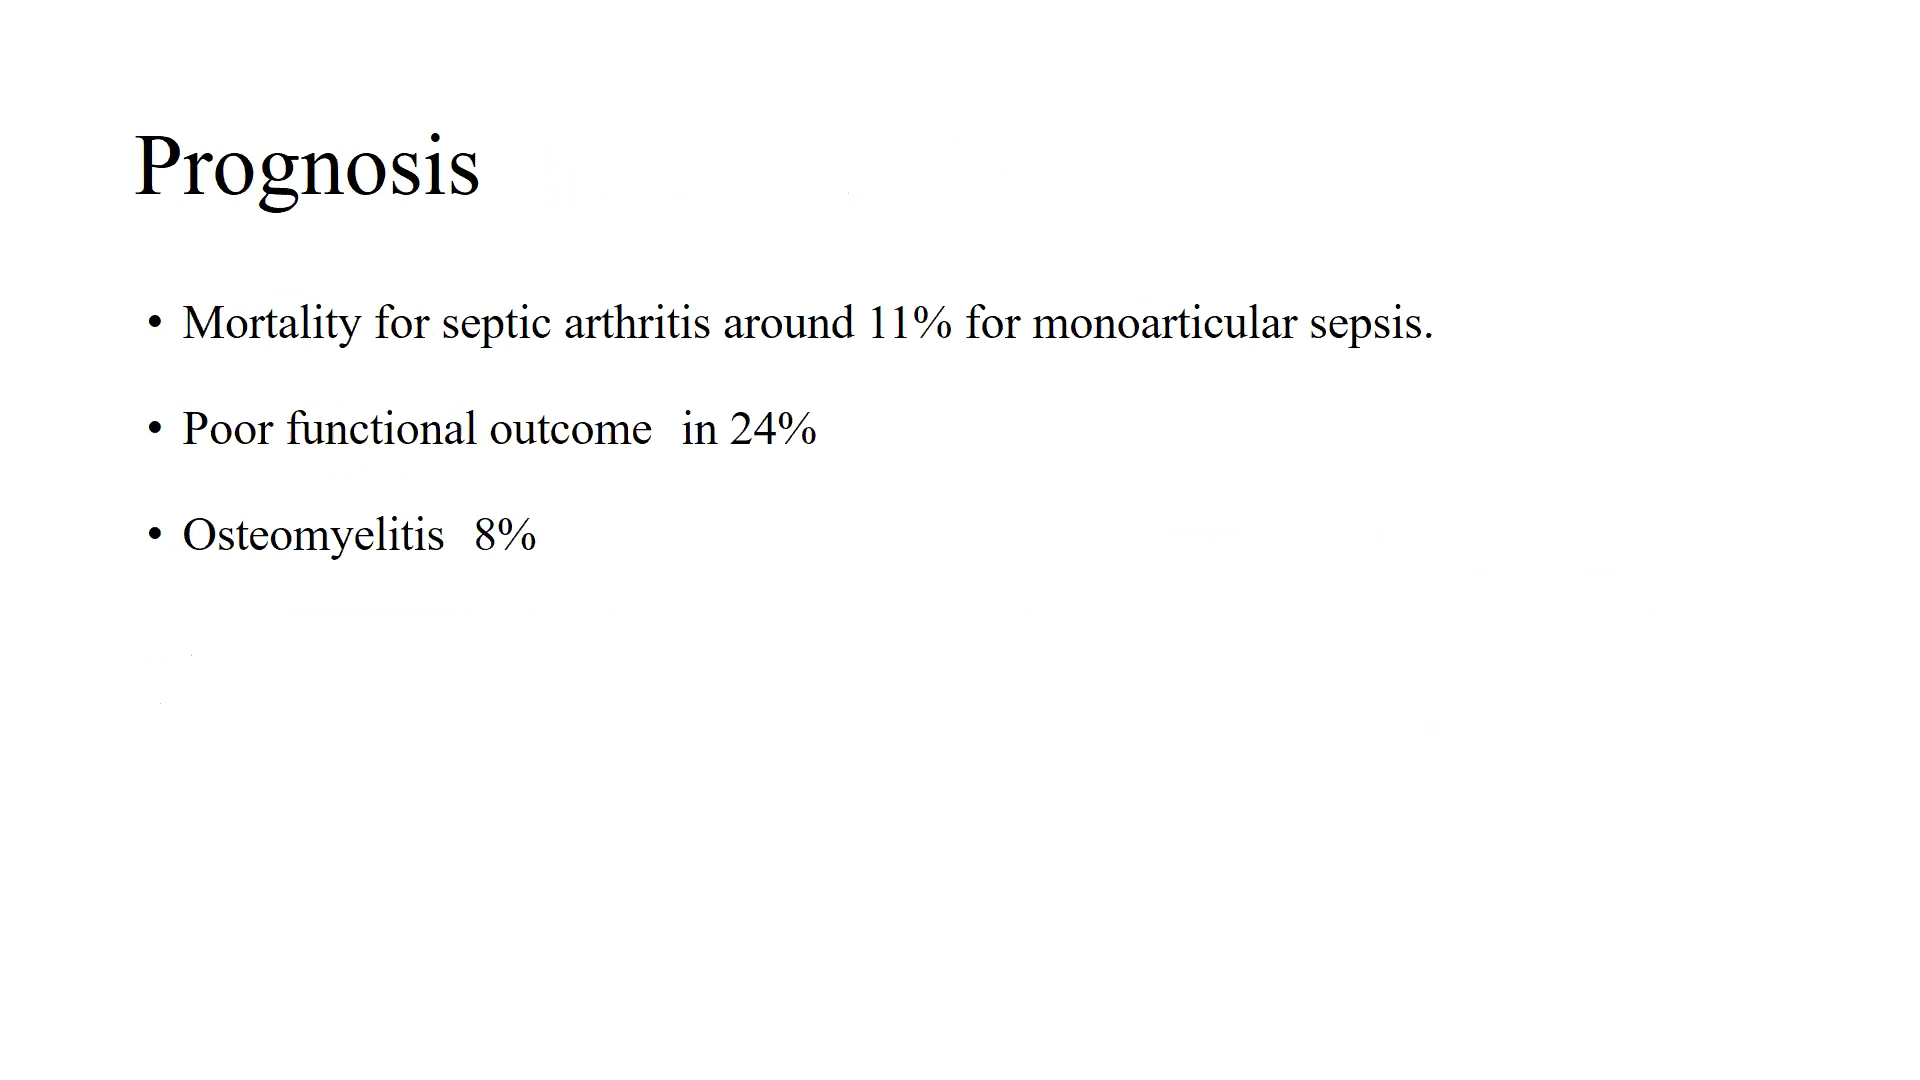 Prognosis
• Mortality for septic arthritis around 11% for monoarticular sepsis.
• Poor functional outcome in 24%
• Osteomyelitis 8%